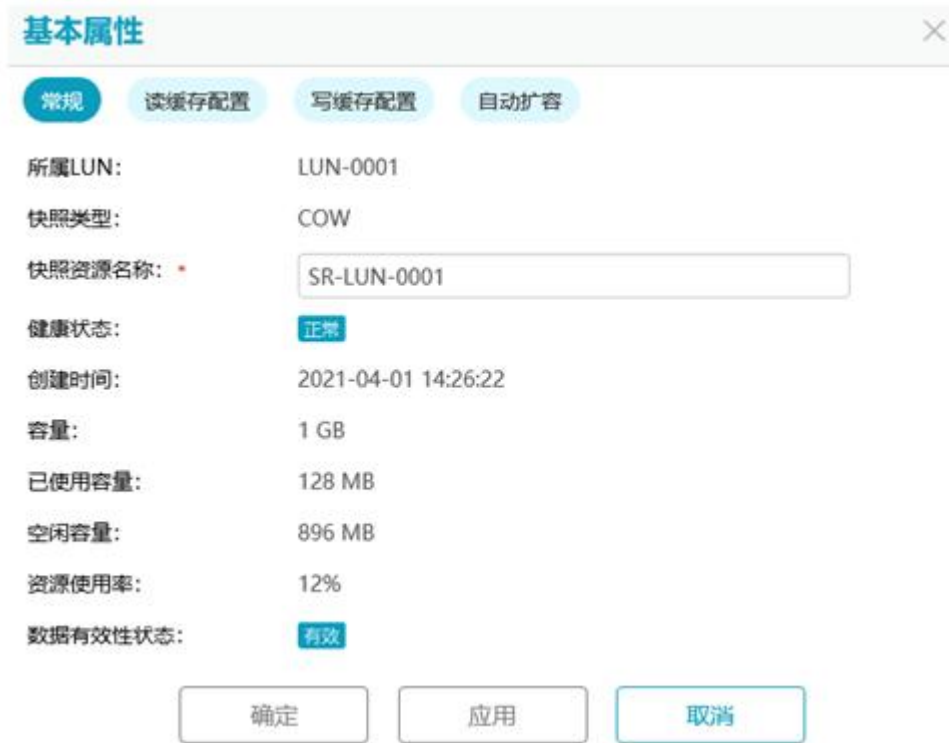 基本属性
常规 读缓存配置 写缓存配置 自动扩容
所属LUN: LUN-0001
快照类型: COW
快照资源名称: * SR-LUN-0001
健康状态: 正常
创建时间: 2021-04-01 14:26:22
容量: 1 GB
已使用容量: 128 MB
空闲容量: 896 MB
资源使用率: 12%
数据有效性状态: 有效
确定 应用 取消